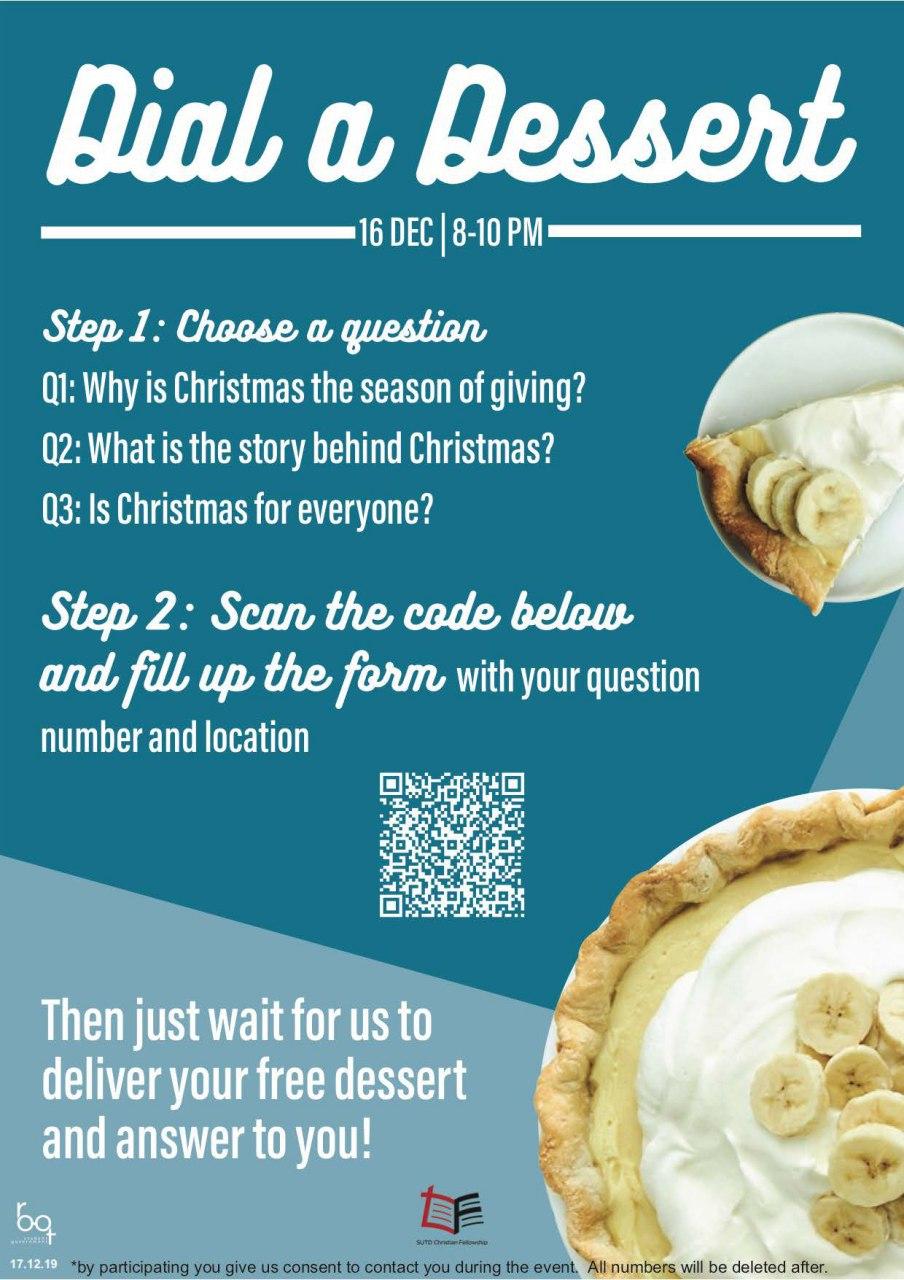 Dial a Dessert
16 DEC | 8-10 PM
Step 1: Choose a question
Q1: Why is Christmas the season of giving?
Q2: What is the story behind Christmas?
Q3: Is Christmas for everyone?
Step 2: Scan the code below
and fill up the form with your question
number and location
Then just wait for us to
deliver your free dessert
and answer to you!
SUTD Christian Fellowship
17.12.19 *by participating you give us consent to contact you during the event. All numbers will be deleted after.